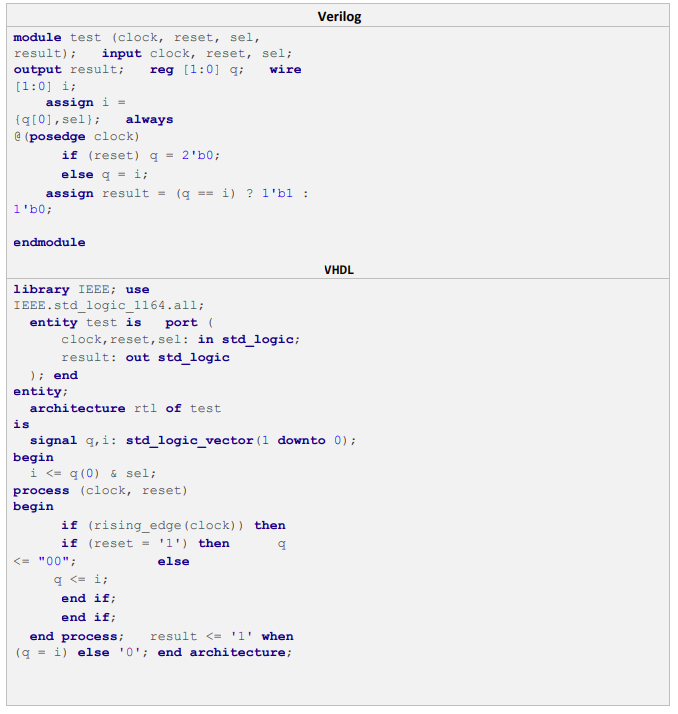 Verilog
module test (clock, reset, sel,
result);   input clock, reset, sel;
output result;   reg [1:0] q;   wire
[1:0] i;
    assign i =
{q[0],sel};   always
@(posedge clock)
      if (reset) q = 2'b0;
      else q = i;
    assign result = (q == i) ? 1'b1 :
1'b0;
endmodule
VHDL
library IEEE; use
IEEE.std_logic_1164.all;
  entity test is   port (
      clock,reset,sel: in std_logic;
      result: out std_logic
  ); end
entity;
  architecture rtl of test
is
  signal q,i: std_logic_vector(1 downto 0);
begin
  i <= q(0) & sel;
process (clock, reset)
begin
      if (rising_edge(clock)) then
      if (reset = '1') then      q
<= "00";          else
     q <= i;
      end if;
      end if;
  end process;   result <= '1' when
(q = i) else '0'; end architecture;